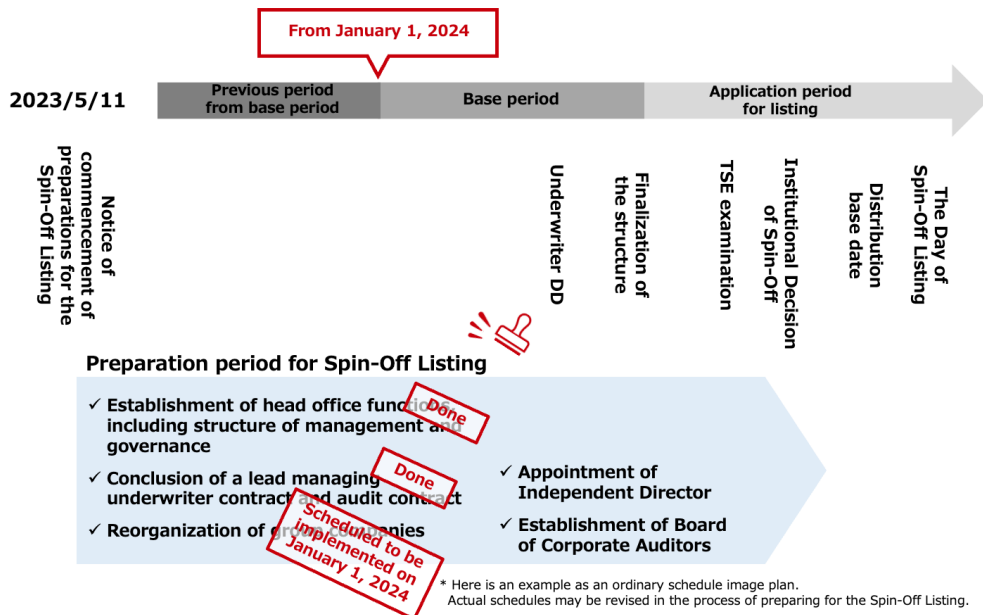 From January 1, 2024
2023/5/11
Previous period
from base period
Base period
Application period
for listing
Notice of
commencement of
preparations for the
Spin-Off Listing
Underwriter DD
Finalization of
the structure
TSE examination
Institutional Decision
of Spin-Off
Distribution
base date
The Day of
Spin-Off Listing
Preparation period for Spin-Off Listing
✓ Establishment of head office functions,
including structure of management and
governance
Done
✓ Conclusion of a lead managing
underwriter contract and audit contract
Done
✓ Reorganization of group companies
Scheduled to be
implemented on
January 1, 2024
✓ Appointment of
Independent Director
✓ Establishment of Board
of Corporate Auditors
* Here is an example as an ordinary schedule image plan.
Actual schedules may be revised in the process of preparing for the Spin-Off Listing.